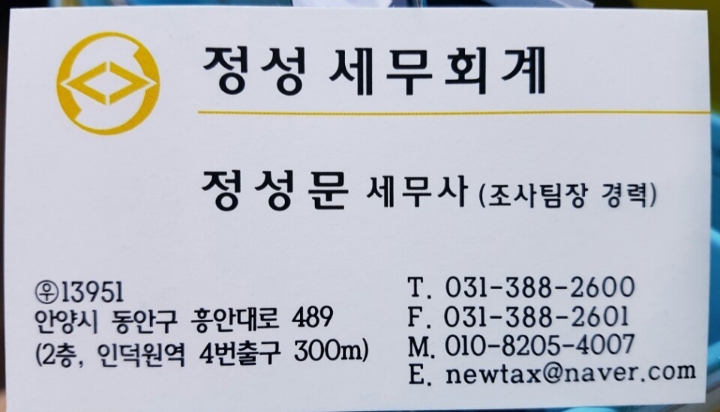 정성 세무회계
정성문 세무사 (조사팀장 경력)
㉾13951
안양시 동안구 흥안대로 489
(2층, 인덕원역 4번출구 300m)
T. 031-388-2600
F. 031-388-2601
M. 010-8205-4007
E. newtax@naver.com